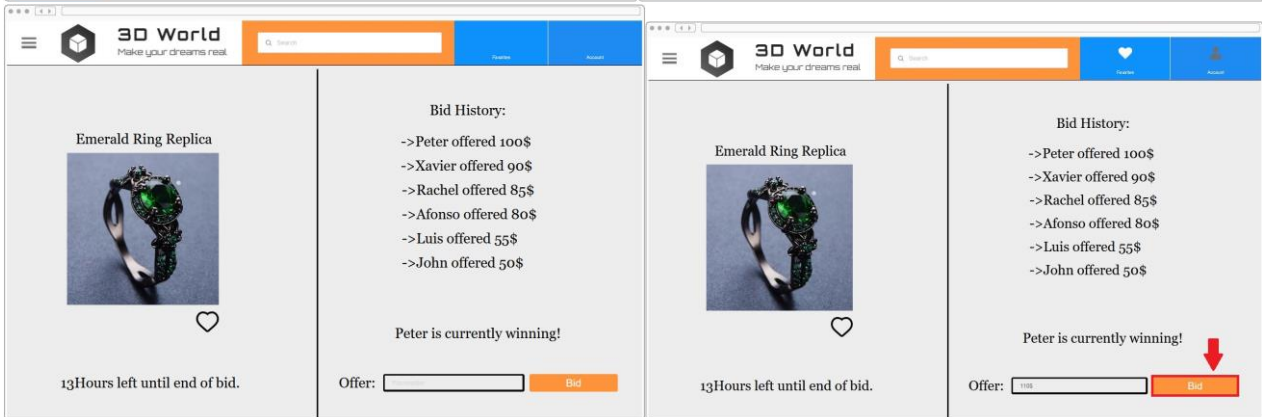 3D World
Make your dreams real
Search
Favorites
Account
Emerald Ring Replica
13Hours left until end of bid.
Bid History:
->Peter offered 100$
->Xavier offered 90$
->Rachel offered 85$
->Afonso offered 80$
->Luis offered 55$
->John offered 50$
Peter is currently winning!
Offer:
Bid
3D World
Make your dreams real
Search
Favorites
Account
Emerald Ring Replica
13Hours left until end of bid.
Bid History:
->Peter offered 100$
->Xavier offered 90$
->Rachel offered 85$
->Afonso offered 80$
->Luis offered 55$
->John offered 50$
Peter is currently winning!
Offer: 110$
Bid